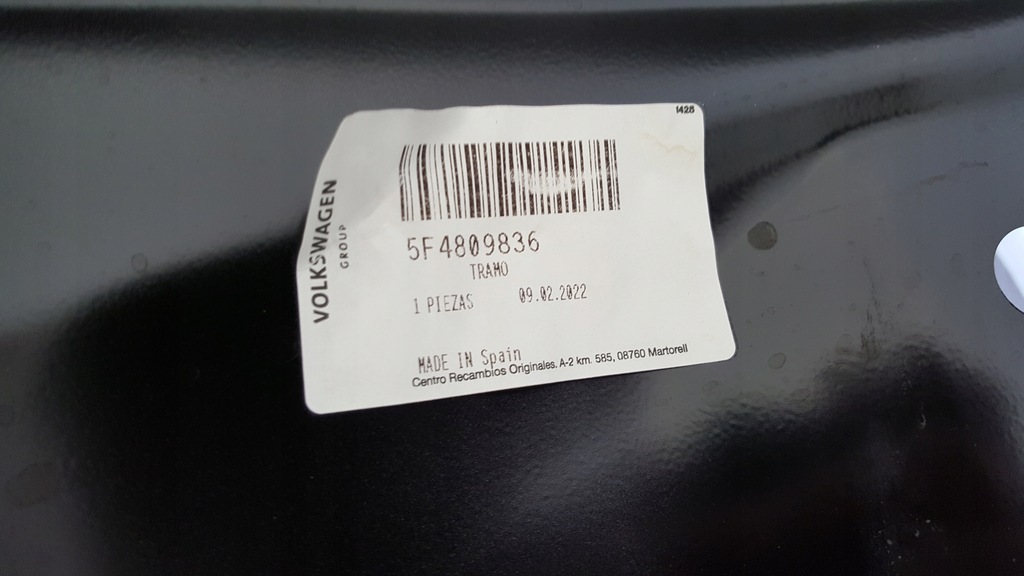 1425
VOLKSWAGEN
GROUP
5F4809836
TRAMO
1 PIEZAS 09.02.2022
MADE IN Spain
Centro Recambios Originales. A-2 km. 585, 08760 Martorell